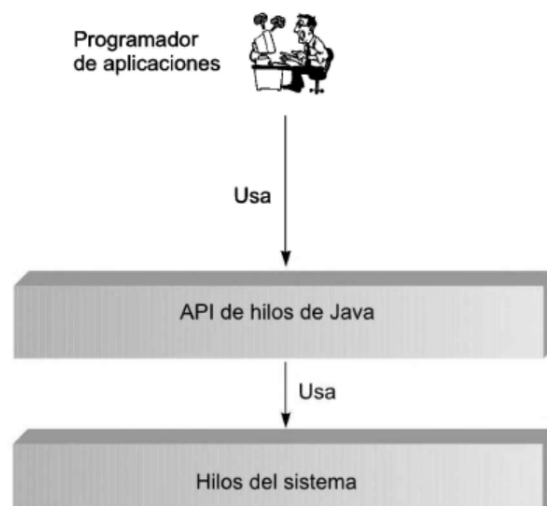 Programador
de aplicaciones
Usa
API de hilos de Java
Usa
Hilos del sistema